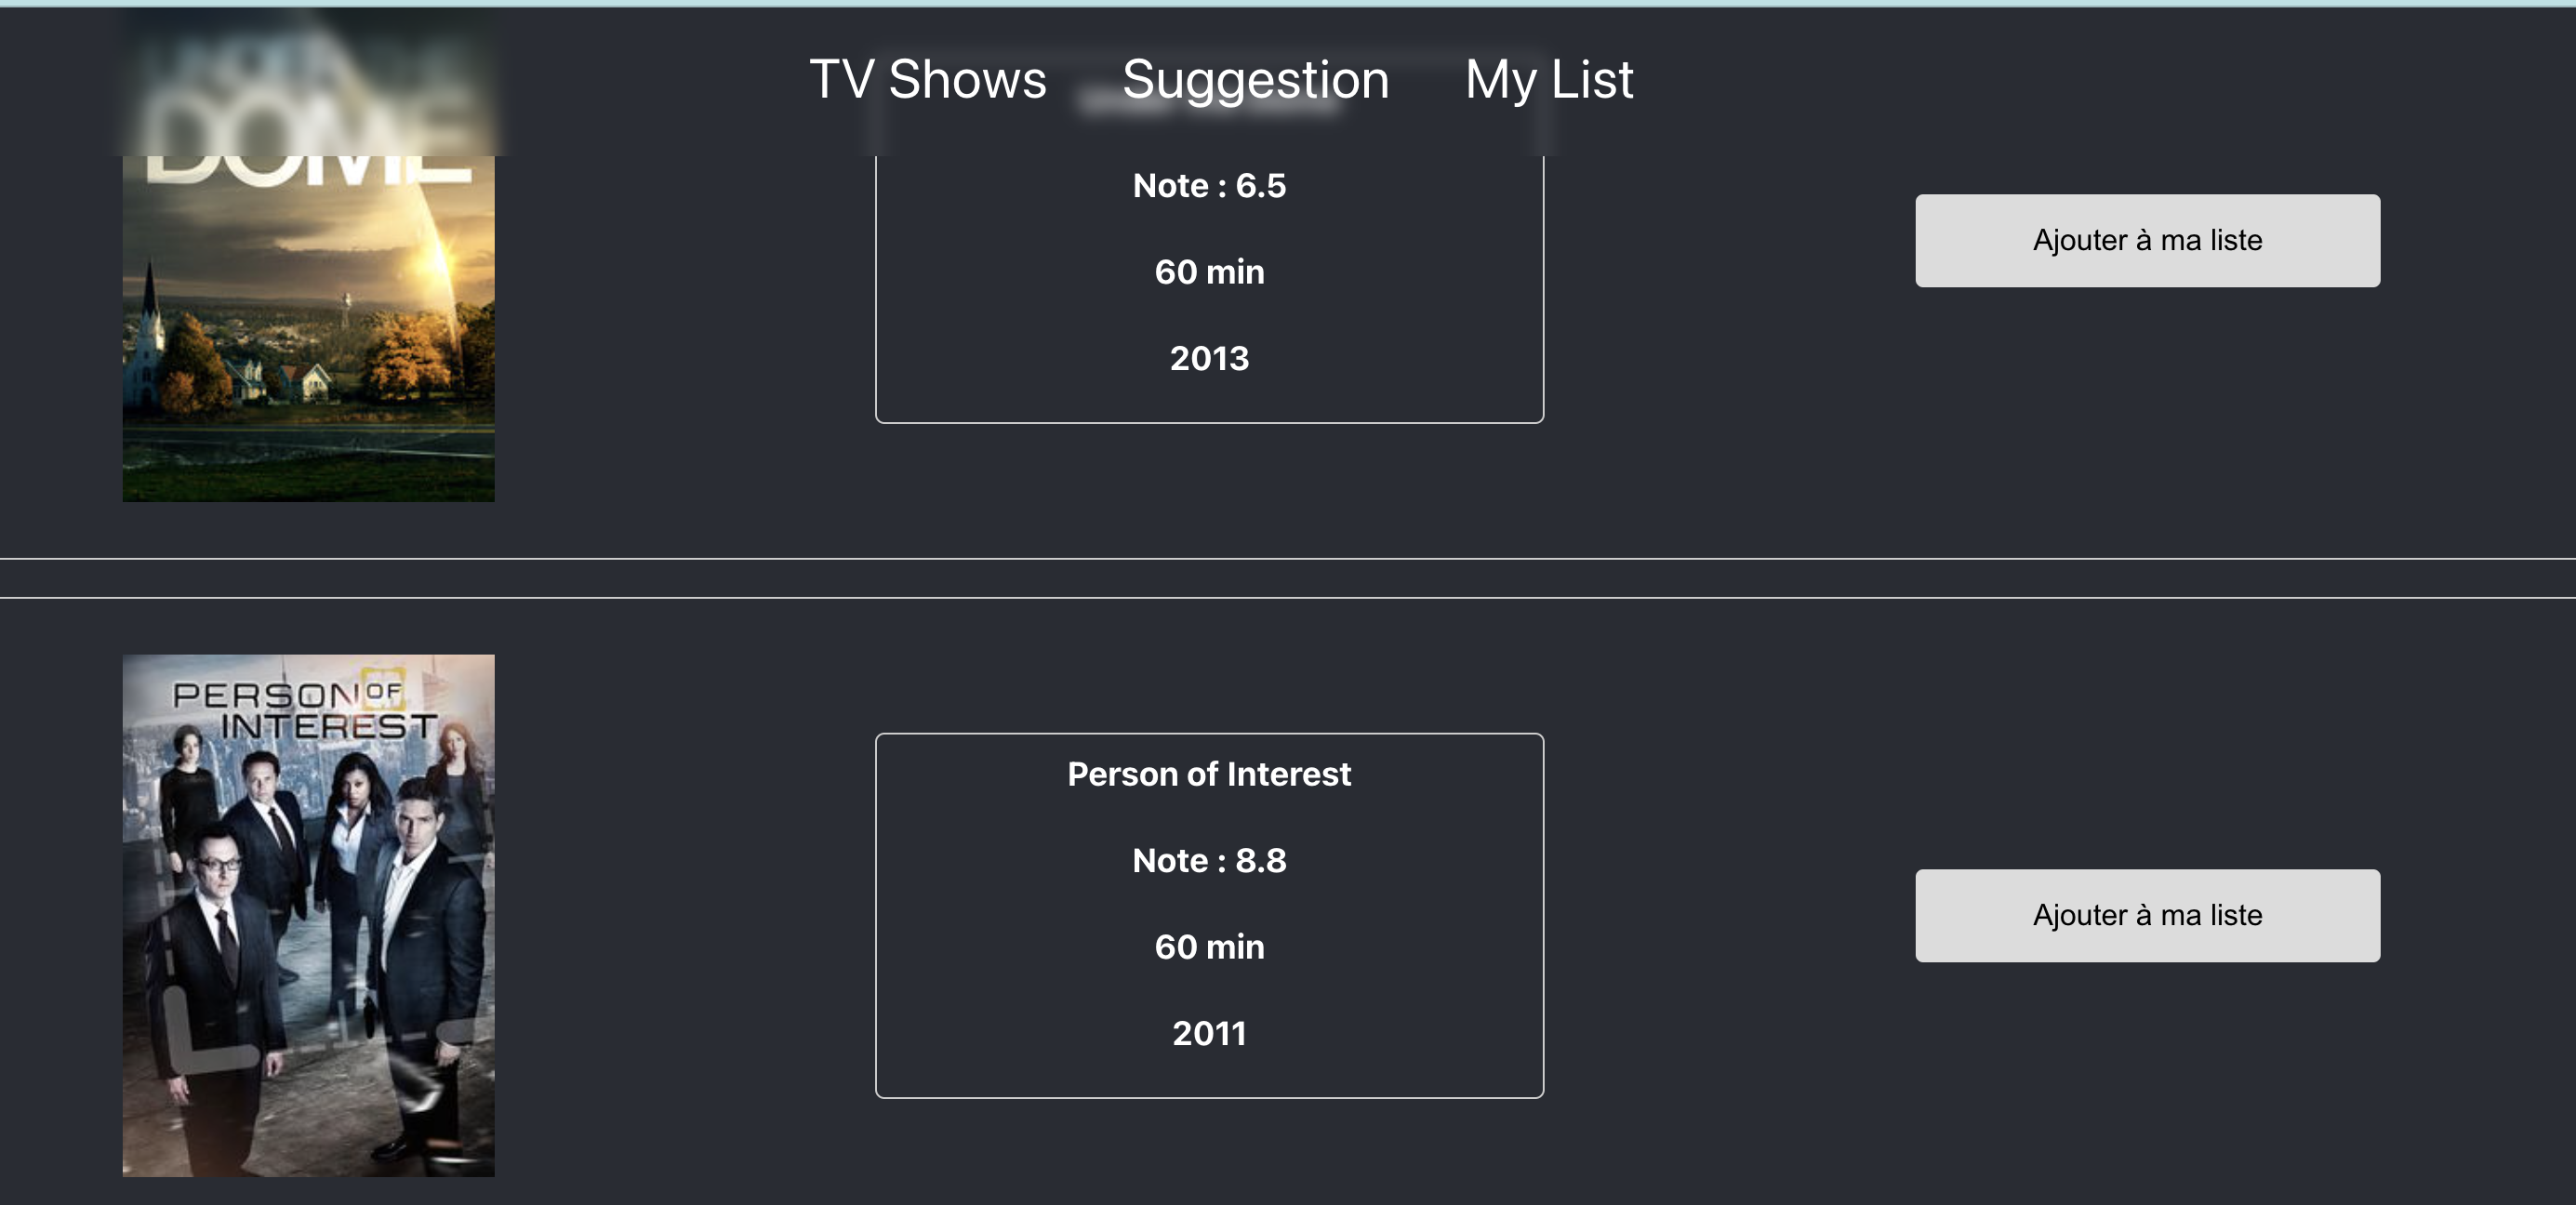 TV Shows Suggestion My List
DOME
Note : 6.5
60 min
2013
Ajouter à ma liste
PERSON OF
INTEREST
Person of Interest
Note : 8.8
60 min
2011
Ajouter à ma liste